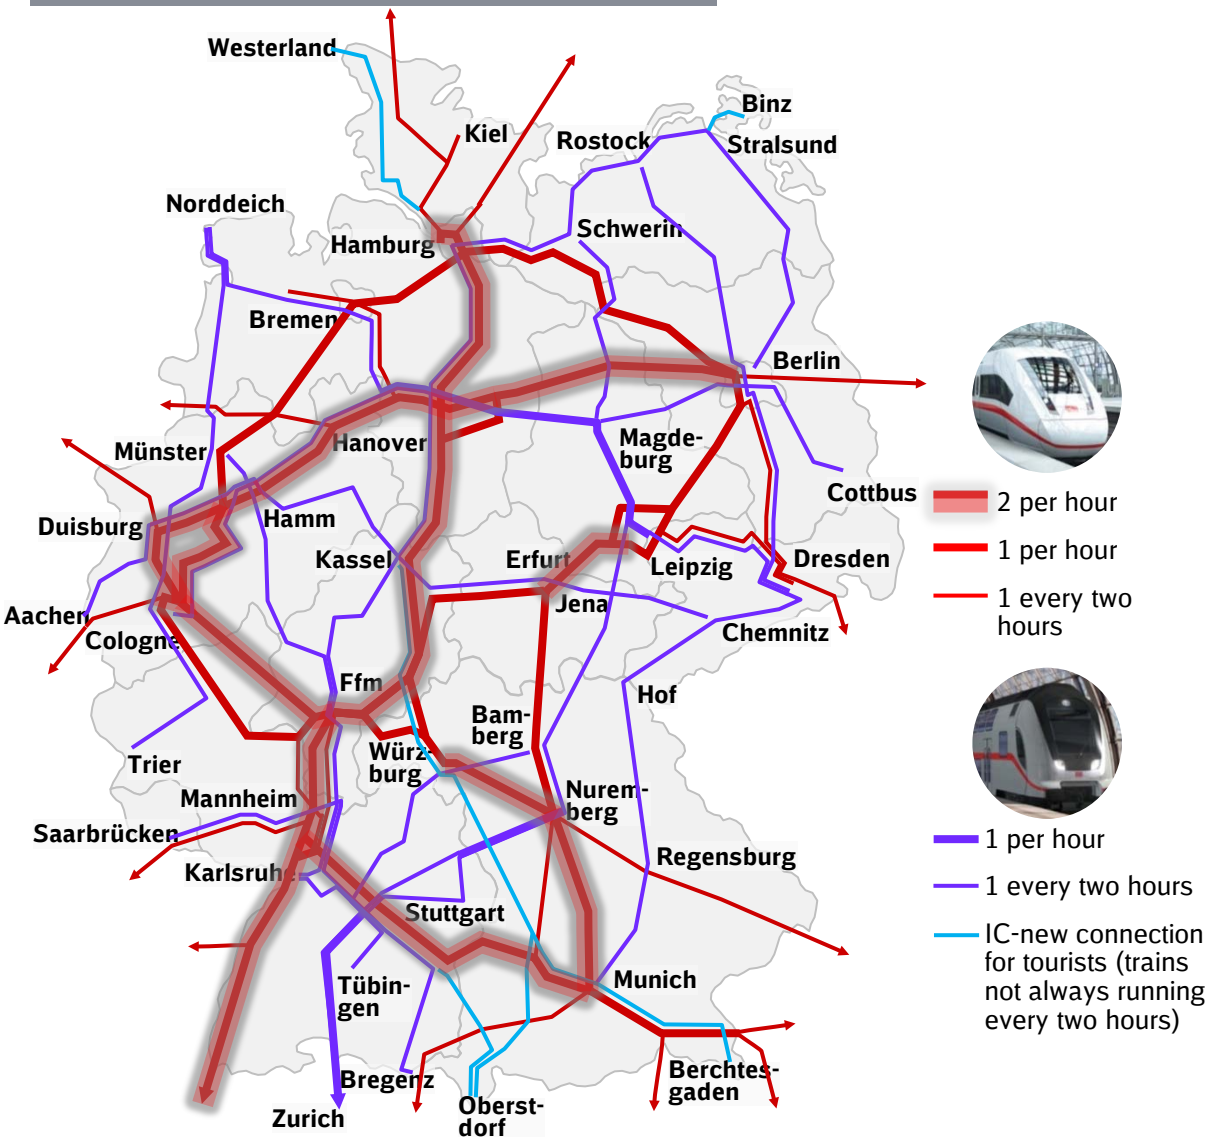 Westerland
Binz
Kiel
Rostock
Stralsund
Norddeich
Schwerin
Hamburg
Bremen
Berlin
Hanover
Magde-
burg
Münster
Cottbus
Hamm
Duisburg
Kassel
Erfurt
Leipzig
Dresden
Jena
Aachen
Cologne
Chemnitz
Ffm
Hof
Bam-
berg
Würz-
burg
Trier
Mannheim
Nurem-
berg
Saarbrücken
Regensburg
Karlsruhe
Stuttgart
Munich
Tübin-
gen
Bregenz
Berchtes-
gaden
Zurich
Oberst-
dorf
2 per hour
1 per hour
1 every two
hours
1 per hour
1 every two hours
IC-new connection
for tourists (trains
not always running
every two hours)